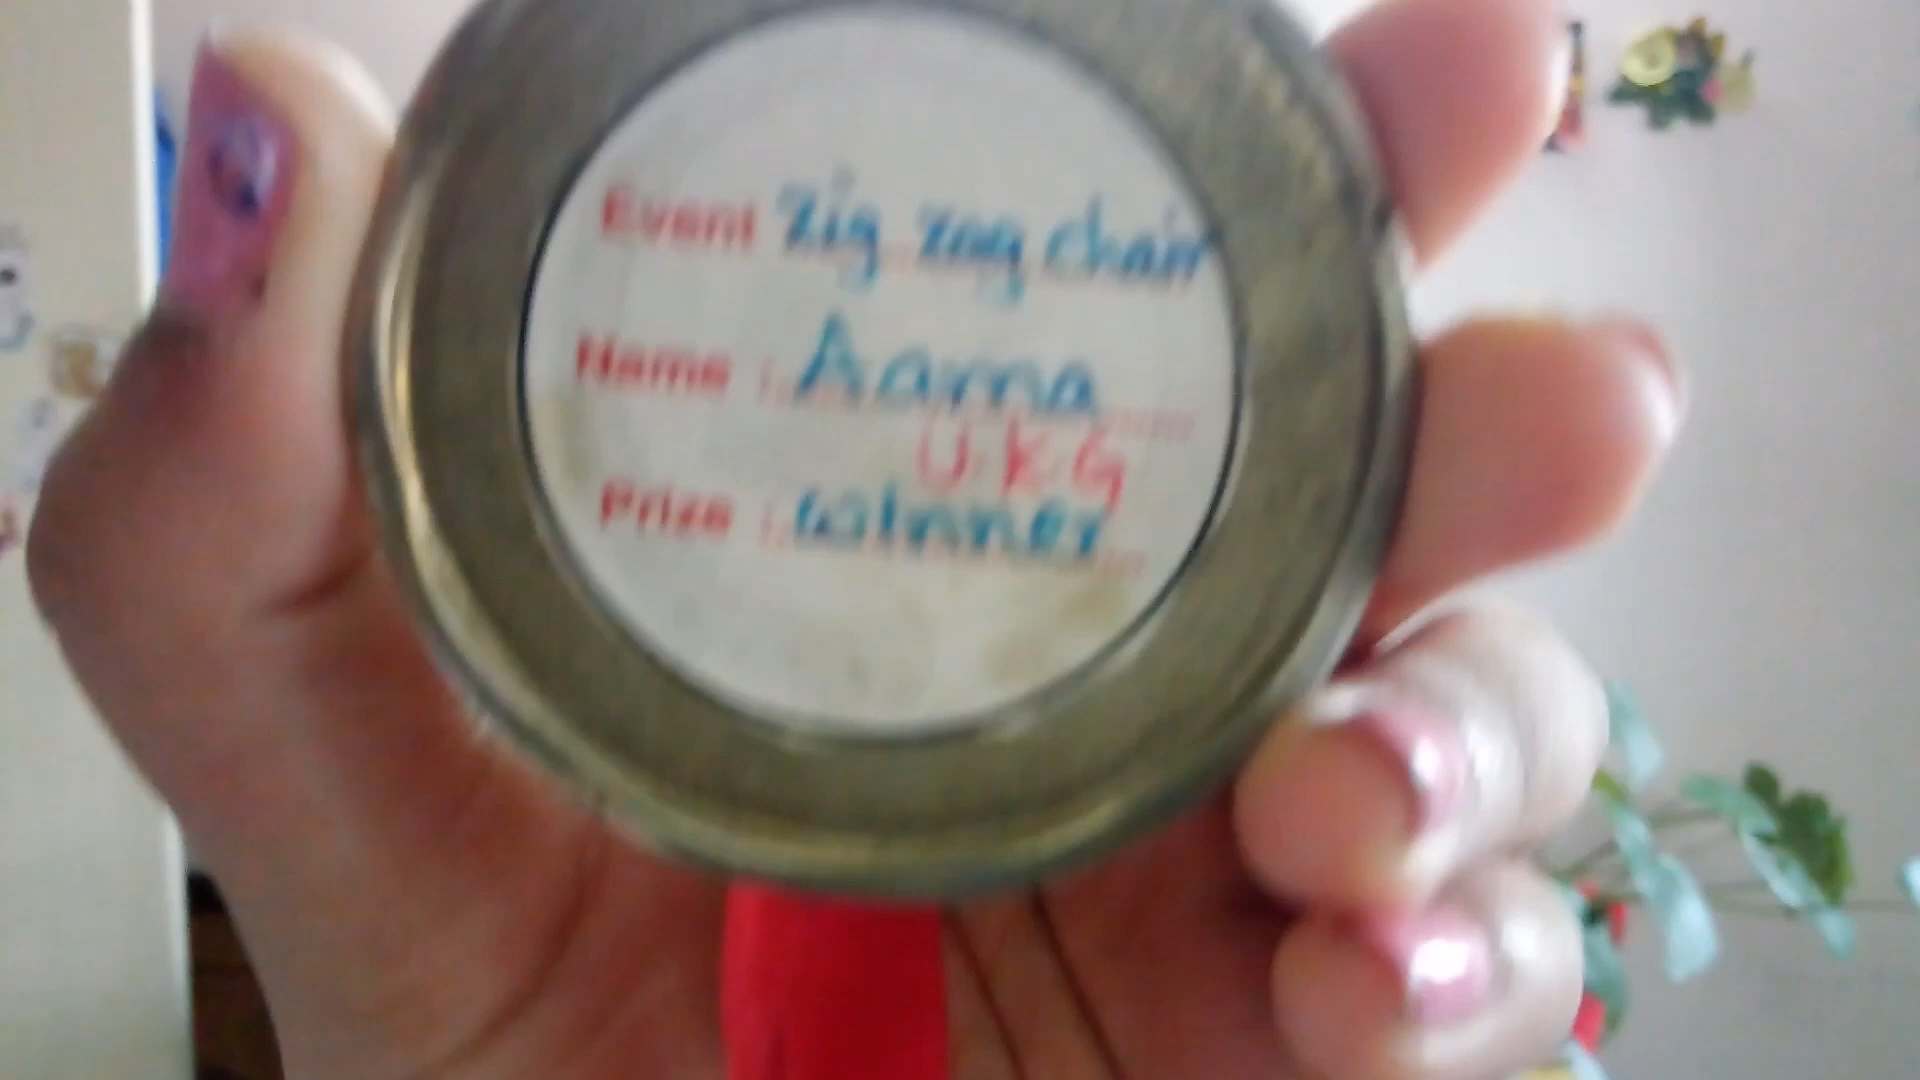 Event Zig zag chair
Name : Aarna
U.K.G
Prize : Winner